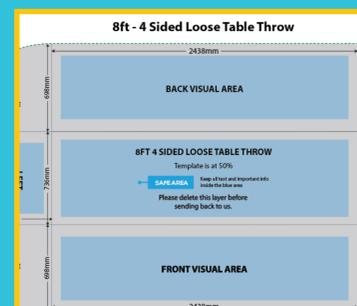 8ft - 4 Sided Loose Table Throw
2438mm
698mm
BACK VISUAL AREA
736mm
8FT 4 SIDED LOOSE TABLE THROW
Template is at 50%
SAFE AREA
Keep all text and important info
inside the blue area
Please delete this layer before
sending back to us.
698mm
FRONT VISUAL AREA
2438mm